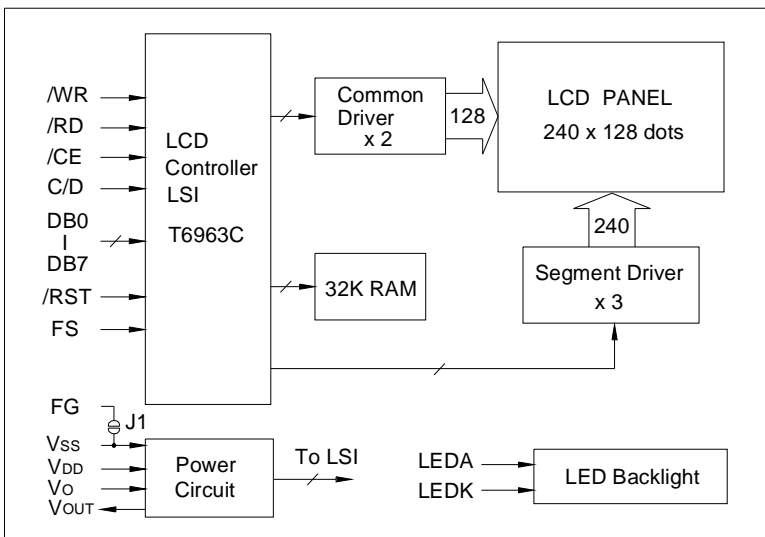 /WR
/RD
/CE
C/D
DB0
I
DB7
/RST
FS
LCD
Controller
LSI
T6963C
Common
Driver
x 2
128
LCD PANEL
240 x 128 dots
240
32K RAM
Segment Driver
x 3
FG
J1
VSS
VDD
VO
VOUT
Power
Circuit
To LSI
LEDA
LEDK
LED Backlight